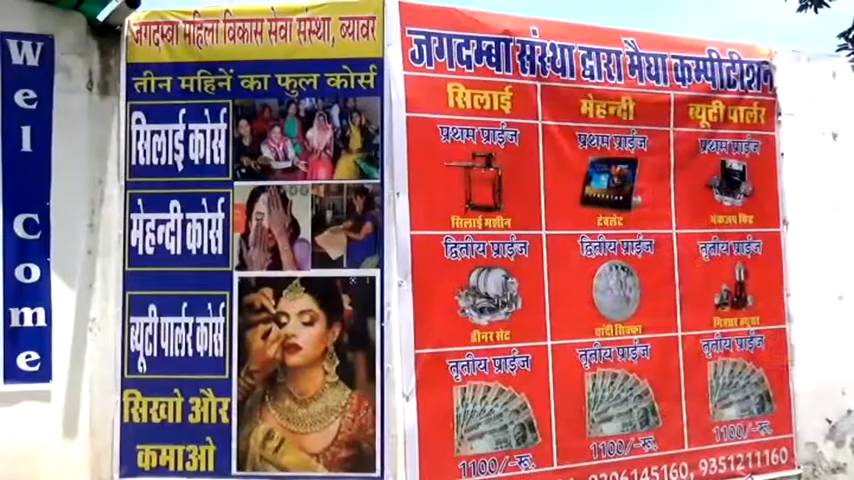 Wel Come
जगदम्बा महिला विकास सेवा संस्था, ब्यावर
तीन महिनें का फुल कोर्स
सिलाई कोर्स
मेहन्दी कोर्स
ब्यूटी पार्लर कोर्स
सिखो और
कमाओ
जगदम्बा संस्था द्वारा मैघा कम्पीटीशन
सिलाई मेहन्दी ब्यूटी पार्लर
प्रथम प्राईज प्रथम प्राईज प्रथम प्राईज
सिलाई मशीन टेबलेट मेकअप किट
द्वितीय प्राईज द्वितीय प्राईज तृतीय प्राईज
डीनर सेट चांदी सिक्का
तृतीय प्राईज तृतीय प्राईज तृतीय प्राईज
1100/-रू. 1100/-रू. 1100/-रू.
9351211160